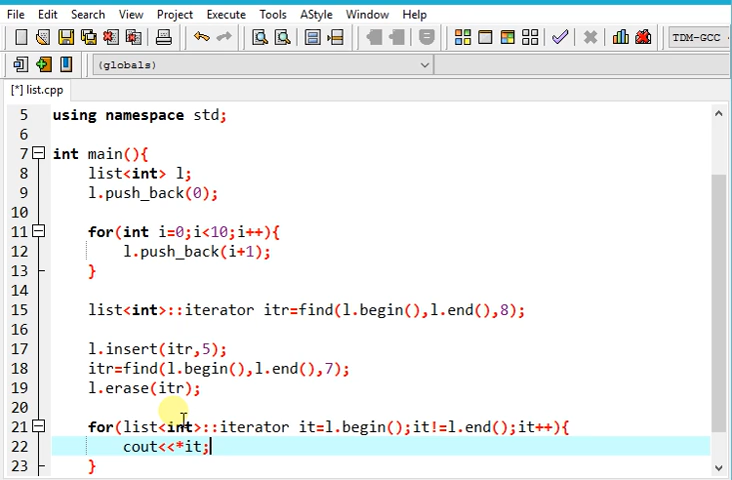 File Edit Search View Project Execute Tools AStyle Window Help
TDM-GCC
(globals)
[*] list.cpp
5 using namespace std;
6
7 int main(){
8 list<int> l;
9 l.push_back(0);
10
11 for(int i=0;i<10;i++){
12 l.push_back(i+1);
13 }
14
15 list<int>::iterator itr=find(l.begin(),l.end(),8);
16
17 l.insert(itr,5);
18 itr=find(l.begin(),l.end(),7);
19 l.erase(itr);
20
21 for(list<int>::iterator it=l.begin();it!=l.end();it++){
22 cout<<*it;
23 }